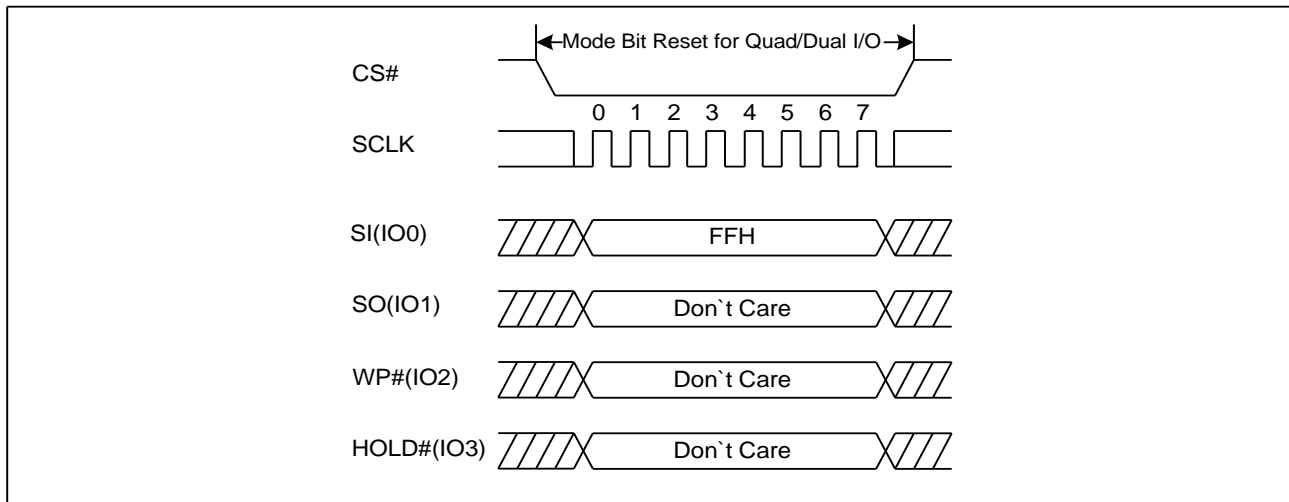 Mode Bit Reset for Quad/Dual I/O
CS#
0 1 2 3 4 5 6 7
SCLK
SI(IO0) FFH
SO(IO1) Don`t Care
WP#(IO2) Don`t Care
HOLD#(IO3) Don`t Care